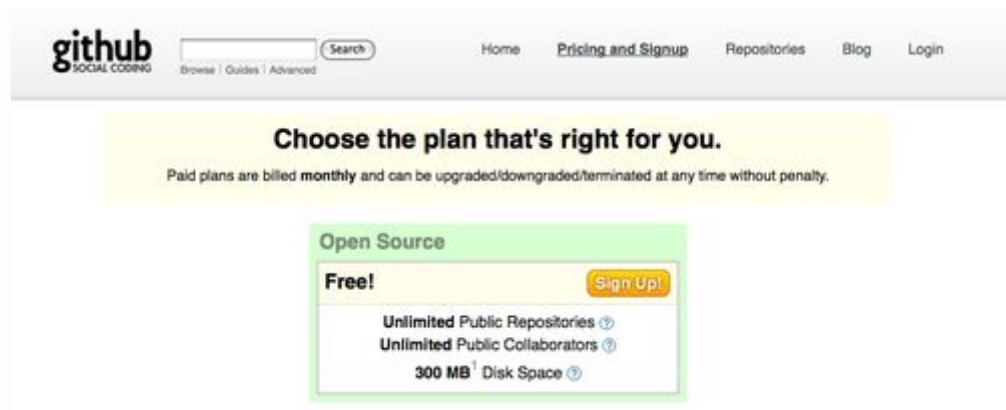 github
SOCIAL CODING
Search
Browse | Guides | Advanced
Home Pricing and Signup Repositories Blog Login
Choose the plan that's right for you.
Paid plans are billed monthly and can be upgraded/downgraded/terminated at any time without penalty.
Open Source
Free! Sign Up!
Unlimited Public Repositories ?
Unlimited Public Collaborators ?
300 MB¹ Disk Space ?